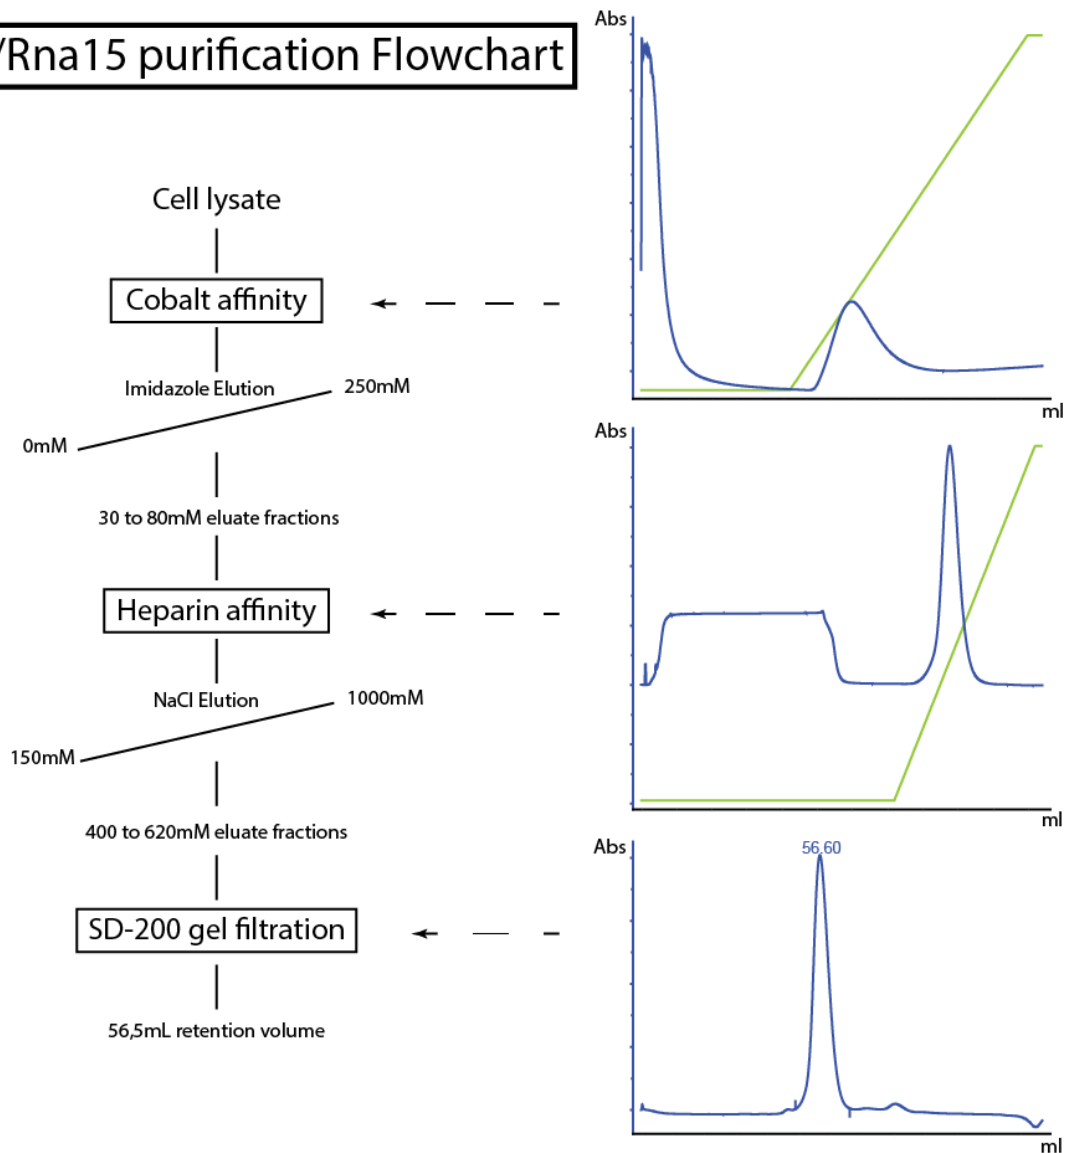 /Rna15 purification Flowchart
Cell lysate
Cobalt affinity
Imidazole Elution
0mM
250mM
30 to 80mM eluate fractions
Heparin affinity
NaCl Elution
150mM
1000mM
400 to 620mM eluate fractions
SD-200 gel filtration
56,5mL retention volume
Abs
ml
Abs
ml
Abs
56,60
ml